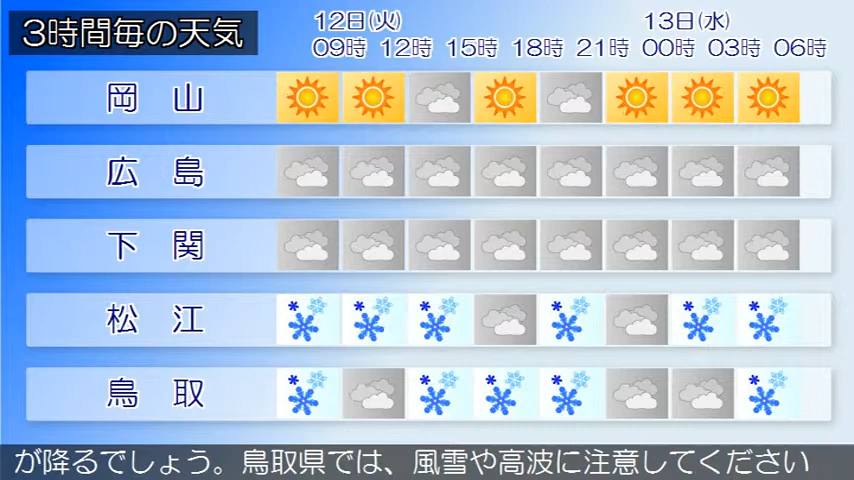 3時間毎の天気
12日(火) 13日(水)
09時 12時 15時 18時 21時 00時 03時 06時
岡山
広島
下関
松江
鳥取
が降るでしょう。鳥取県では、風雪や高波に注意してください